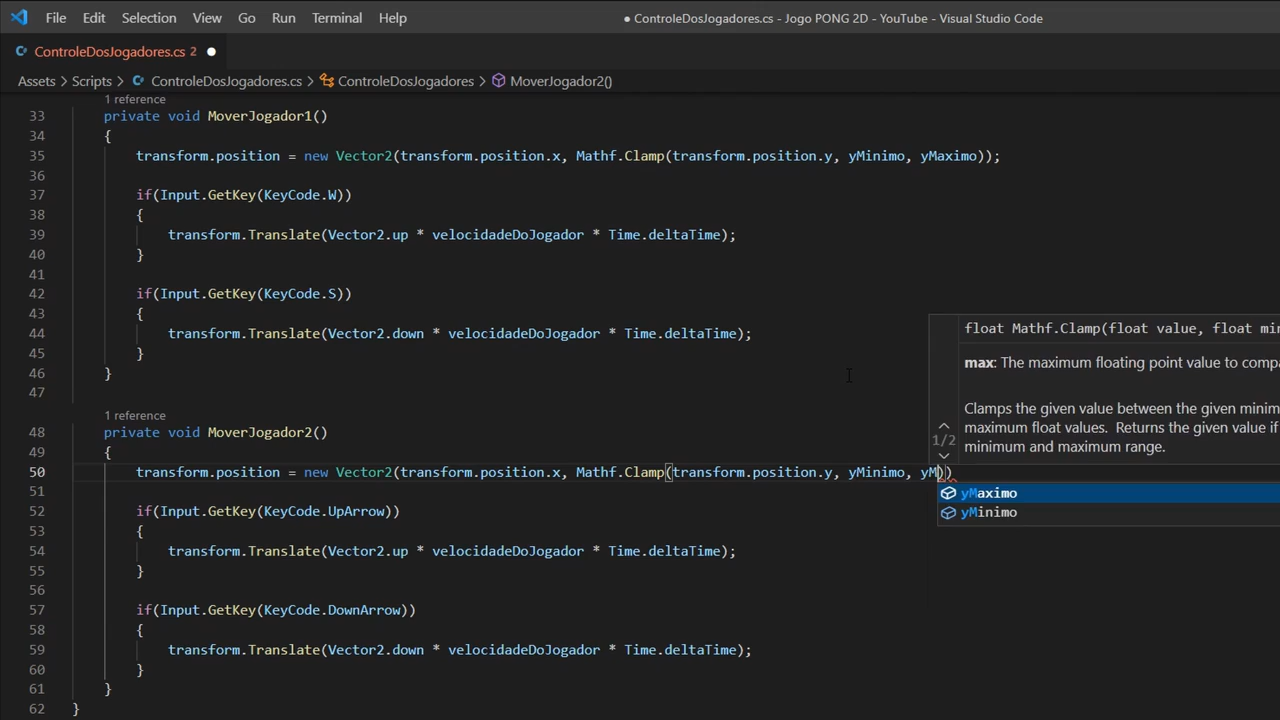 File Edit Selection View Go Run Terminal Help ● ControleDosJogadores.cs - Jogo PONG 2D - YouTube - Visual Studio Code
ControleDosJogadores.cs 2 ●
Assets > Scripts > ControleDosJogadores.cs > ControleDosJogadores > MoverJogador2()
1 reference
33 private void MoverJogador1()
34 {
35 transform.position = new Vector2(transform.position.x, Mathf.Clamp(transform.position.y, yMinimo, yMaximo));
36
37 if(Input.GetKey(KeyCode.W))
38 {
39 transform.Translate(Vector2.up * velocidadeDoJogador * Time.deltaTime);
40 }
41
42 if(Input.GetKey(KeyCode.S))
43 {
44 transform.Translate(Vector2.down * velocidadeDoJogador * Time.deltaTime);
45 }
46 }
47
1 reference
48 private void MoverJogador2()
49 {
50 transform.position = new Vector2(transform.position.x, Mathf.Clamp(transform.position.y, yMinimo, yM))
51
52 if(Input.GetKey(KeyCode.UpArrow))
53 {
54 transform.Translate(Vector2.up * velocidadeDoJogador * Time.deltaTime);
55 }
56
57 if(Input.GetKey(KeyCode.DownArrow))
58 {
59 transform.Translate(Vector2.down * velocidadeDoJogador * Time.deltaTime);
60 }
61 }
62 }
float Mathf.Clamp(float value, float min
max: The maximum floating point value to compa
Clamps the given value between the given minim
maximum float values. Returns the given value if
minimum and maximum range.
1/2
yMaximo
yMinimo